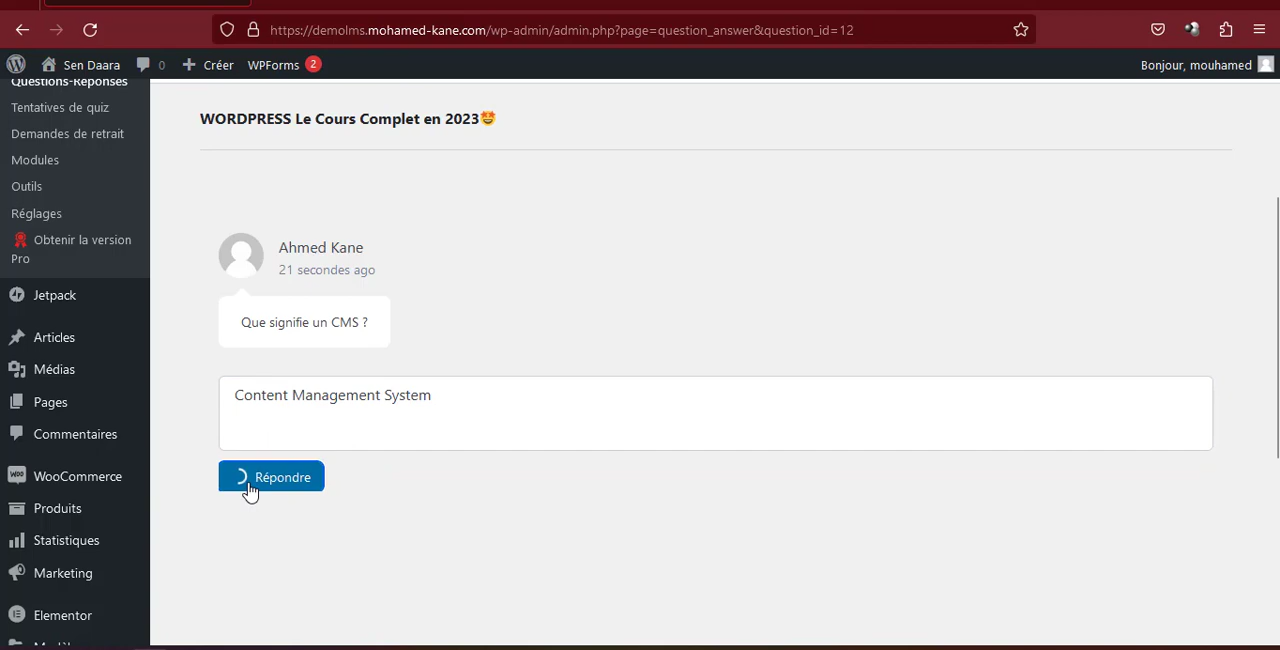 https://demolms.mohamed-kane.com/wp-admin/admin.php?page=question_answer&question_id=12
Sen Daara 0 Créer WPForms 2 Bonjour, mouhamed
Questions-Réponses
Tentatives de quiz
Demandes de retrait
Modules
Outils
Réglages
Obtenir la version
Pro
Jetpack
Articles
Médias
Pages
Commentaires
WooCommerce
Produits
Statistiques
Marketing
Elementor
WORDPRESS Le Cours Complet en 2023🤩
Ahmed Kane
21 secondes ago
Que signifie un CMS ?
Content Management System
Répondre